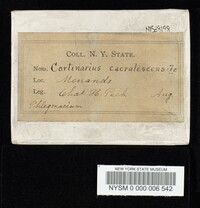 COLL. N. Y. STATE.
Nom. Cortinarius caerulescens Fr
Loc. Menands
Leg. Chas. H. Peck Aug.
Phlegmacium
NEW YORK STATE MUSEUM
NYSM 0 000 006 542